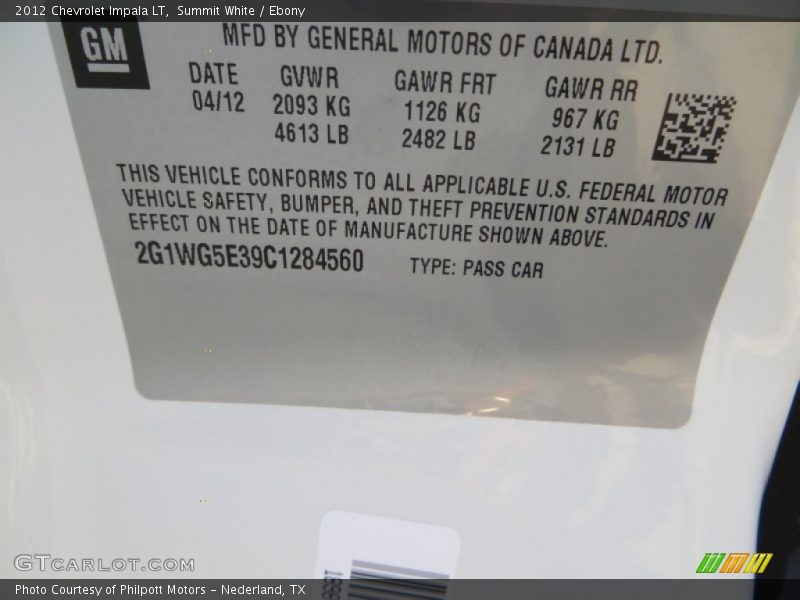 2012 Chevrolet Impala LT, Summit White / Ebony
GM
MFD BY GENERAL MOTORS OF CANADA LTD.
DATE GVWR GAWR FRT GAWR RR
04/12 2093 KG 1126 KG 967 KG
4613 LB 2482 LB 2131 LB
THIS VEHICLE CONFORMS TO ALL APPLICABLE U.S. FEDERAL MOTOR
VEHICLE SAFETY, BUMPER, AND THEFT PREVENTION STANDARDS IN
EFFECT ON THE DATE OF MANUFACTURE SHOWN ABOVE.
2G1WG5E39C1284560 TYPE: PASS CAR
GTCARLOT.COM
Photo Courtesy of Philpott Motors - Nederland, TX